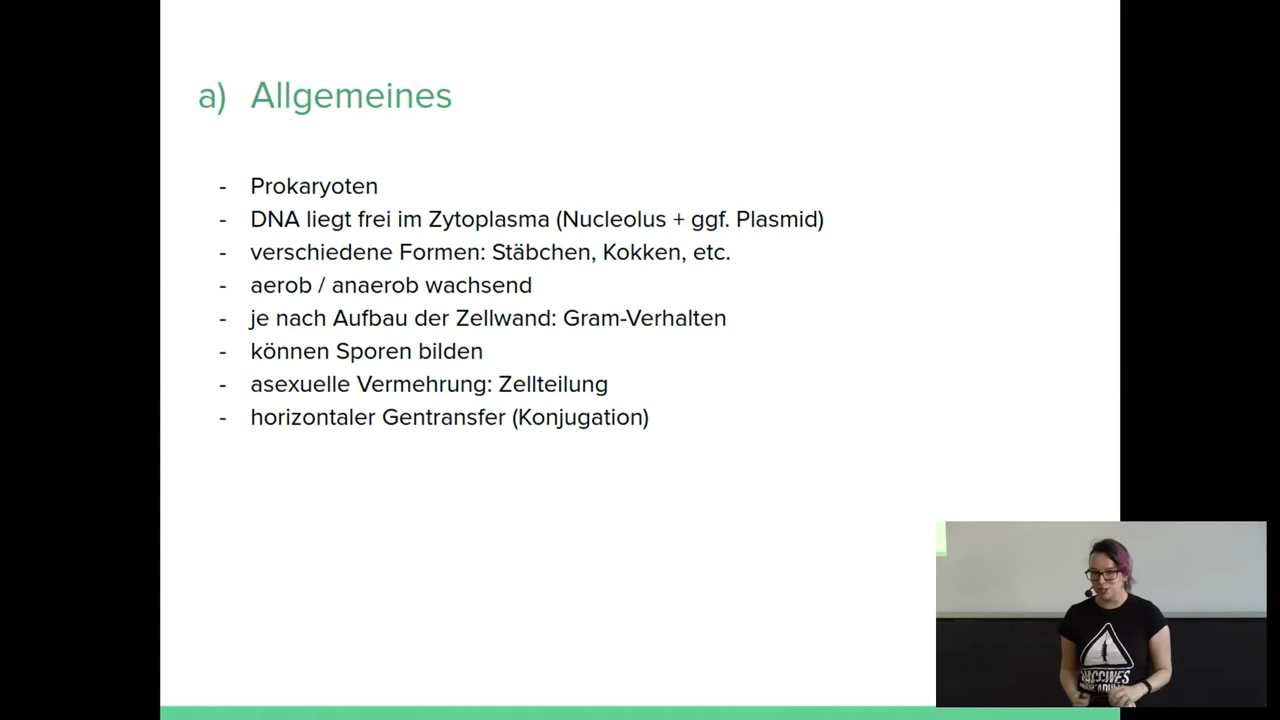 a) Allgemeines
- Prokaryoten
- DNA liegt frei im Zytoplasma (Nucleolus + ggf. Plasmid)
- verschiedene Formen: Stäbchen, Kokken, etc.
- aerob / anaerob wachsend
- je nach Aufbau der Zellwand: Gram-Verhalten
- können Sporen bilden
- asexuelle Vermehrung: Zellteilung
- horizontaler Gentransfer (Konjugation)
VACCINES